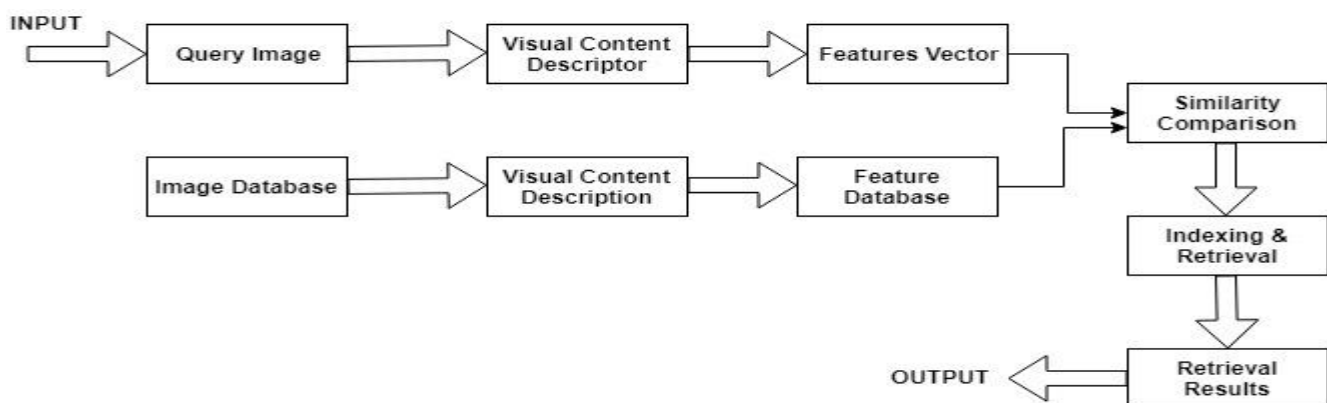 INPUT
Query Image
Visual Content
Descriptor
Features Vector
Similarity
Comparison
Image Database
Visual Content
Description
Feature
Database
Indexing &
Retrieval
Retrieval
Results
OUTPUT